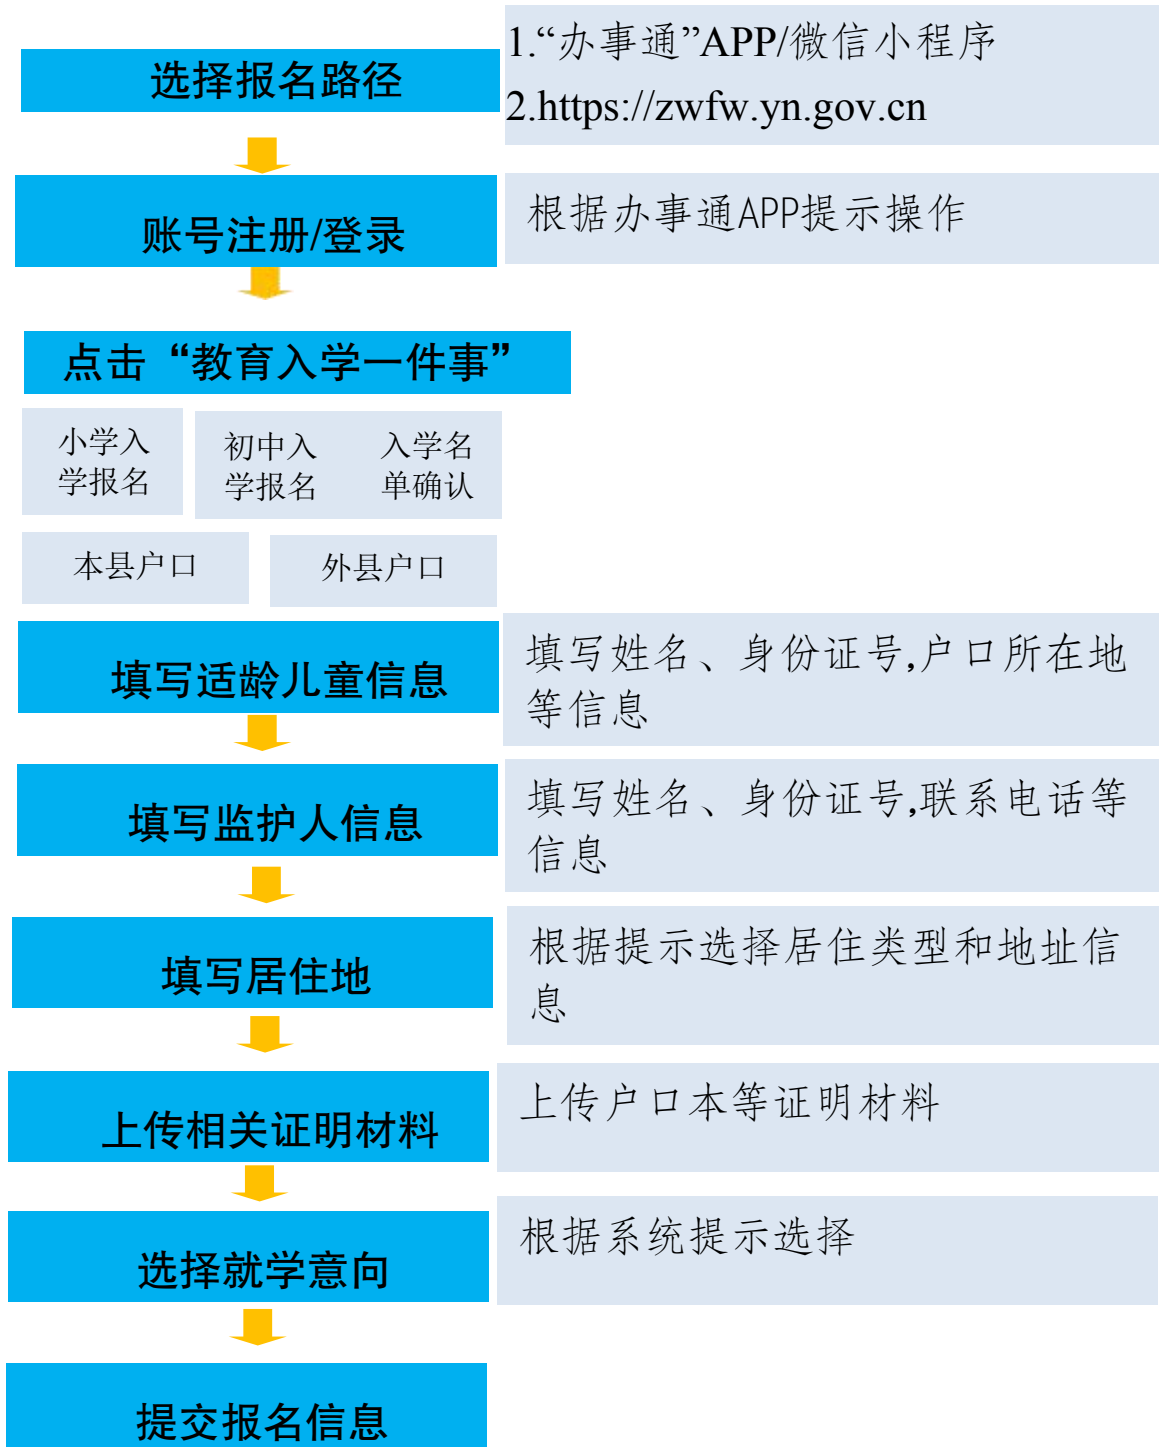 选择报名路径
1.“办事通”APP/微信小程序
2.https://zwfw.yn.gov.cn
账号注册/登录
根据办事通APP提示操作
点击“教育入学一件事”
小学入
学报名
初中入
学报名
入学名
单确认
本县户口
外县户口
填写适龄儿童信息
填写姓名、身份证号,户口所在地
等信息
填写监护人信息
填写姓名、身份证号,联系电话等
信息
填写居住地
根据提示选择居住类型和地址信
息
上传相关证明材料
上传户口本等证明材料
选择就学意向
根据系统提示选择
提交报名信息